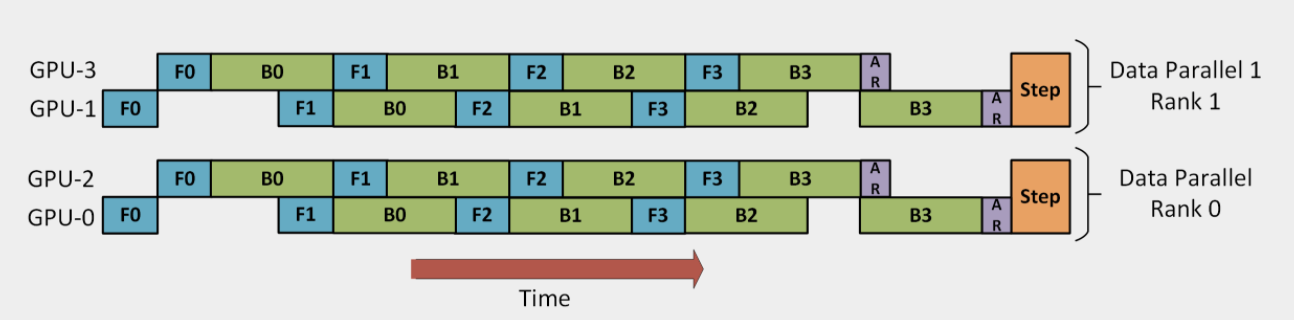 GPU-3 F0 B0 F1 B1 F2 B2 F3 B3 A R
GPU-1 F0 F1 B0 F2 B1 F3 B2 B3 A R
Step
Data Parallel 1
Rank 1
GPU-2 F0 B0 F1 B1 F2 B2 F3 B3 A R
GPU-0 F0 F1 B0 F2 B1 F3 B2 B3 A R
Step
Data Parallel
Rank 0
Time